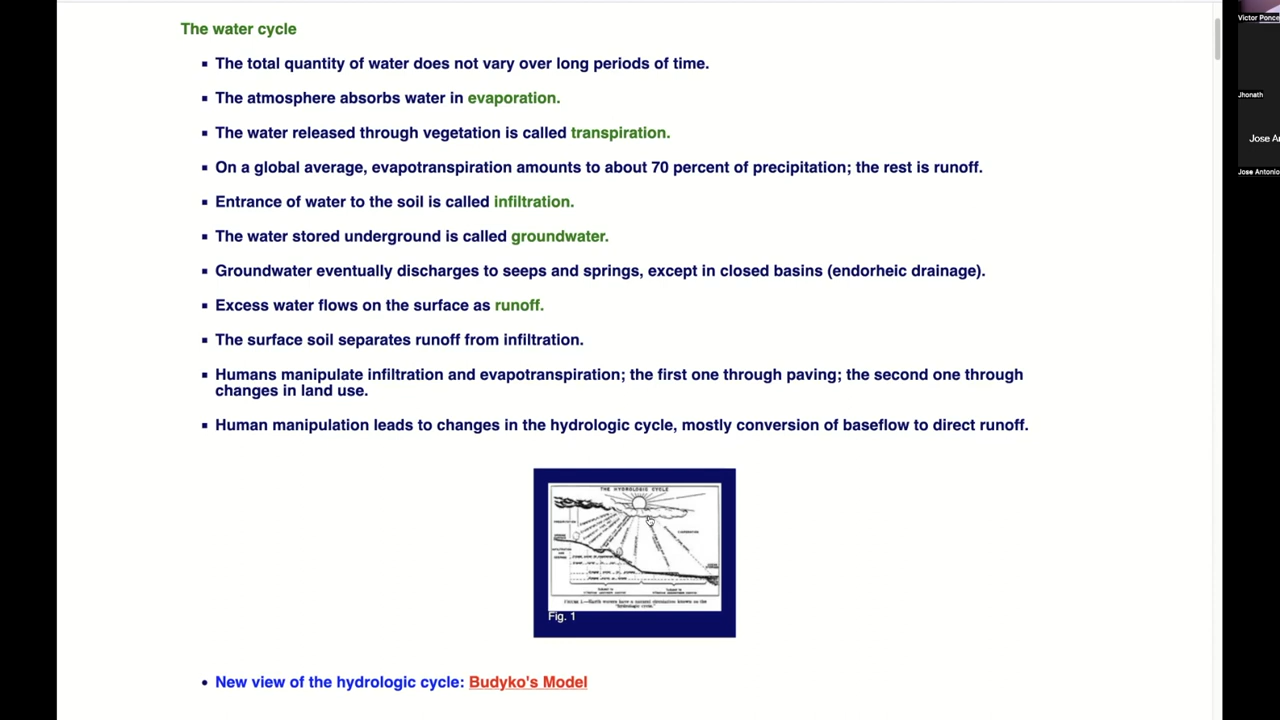 The water cycle
The total quantity of water does not vary over long periods of time.
The atmosphere absorbs water in evaporation.
The water released through vegetation is called transpiration.
On a global average, evapotranspiration amounts to about 70 percent of precipitation; the rest is runoff.
Entrance of water to the soil is called infiltration.
The water stored underground is called groundwater.
Groundwater eventually discharges to seeps and springs, except in closed basins (endorheic drainage).
Excess water flows on the surface as runoff.
The surface soil separates runoff from infiltration.
Humans manipulate infiltration and evapotranspiration; the first one through paving; the second one through
changes in land use.
Human manipulation leads to changes in the hydrologic cycle, mostly conversion of baseflow to direct runoff.
THE HYDROLOGIC CYCLE
Fig. 1
New view of the hydrologic cycle: Budyko's Model
Victor Ponce
Jhonath
Jose An
Jose Antonio